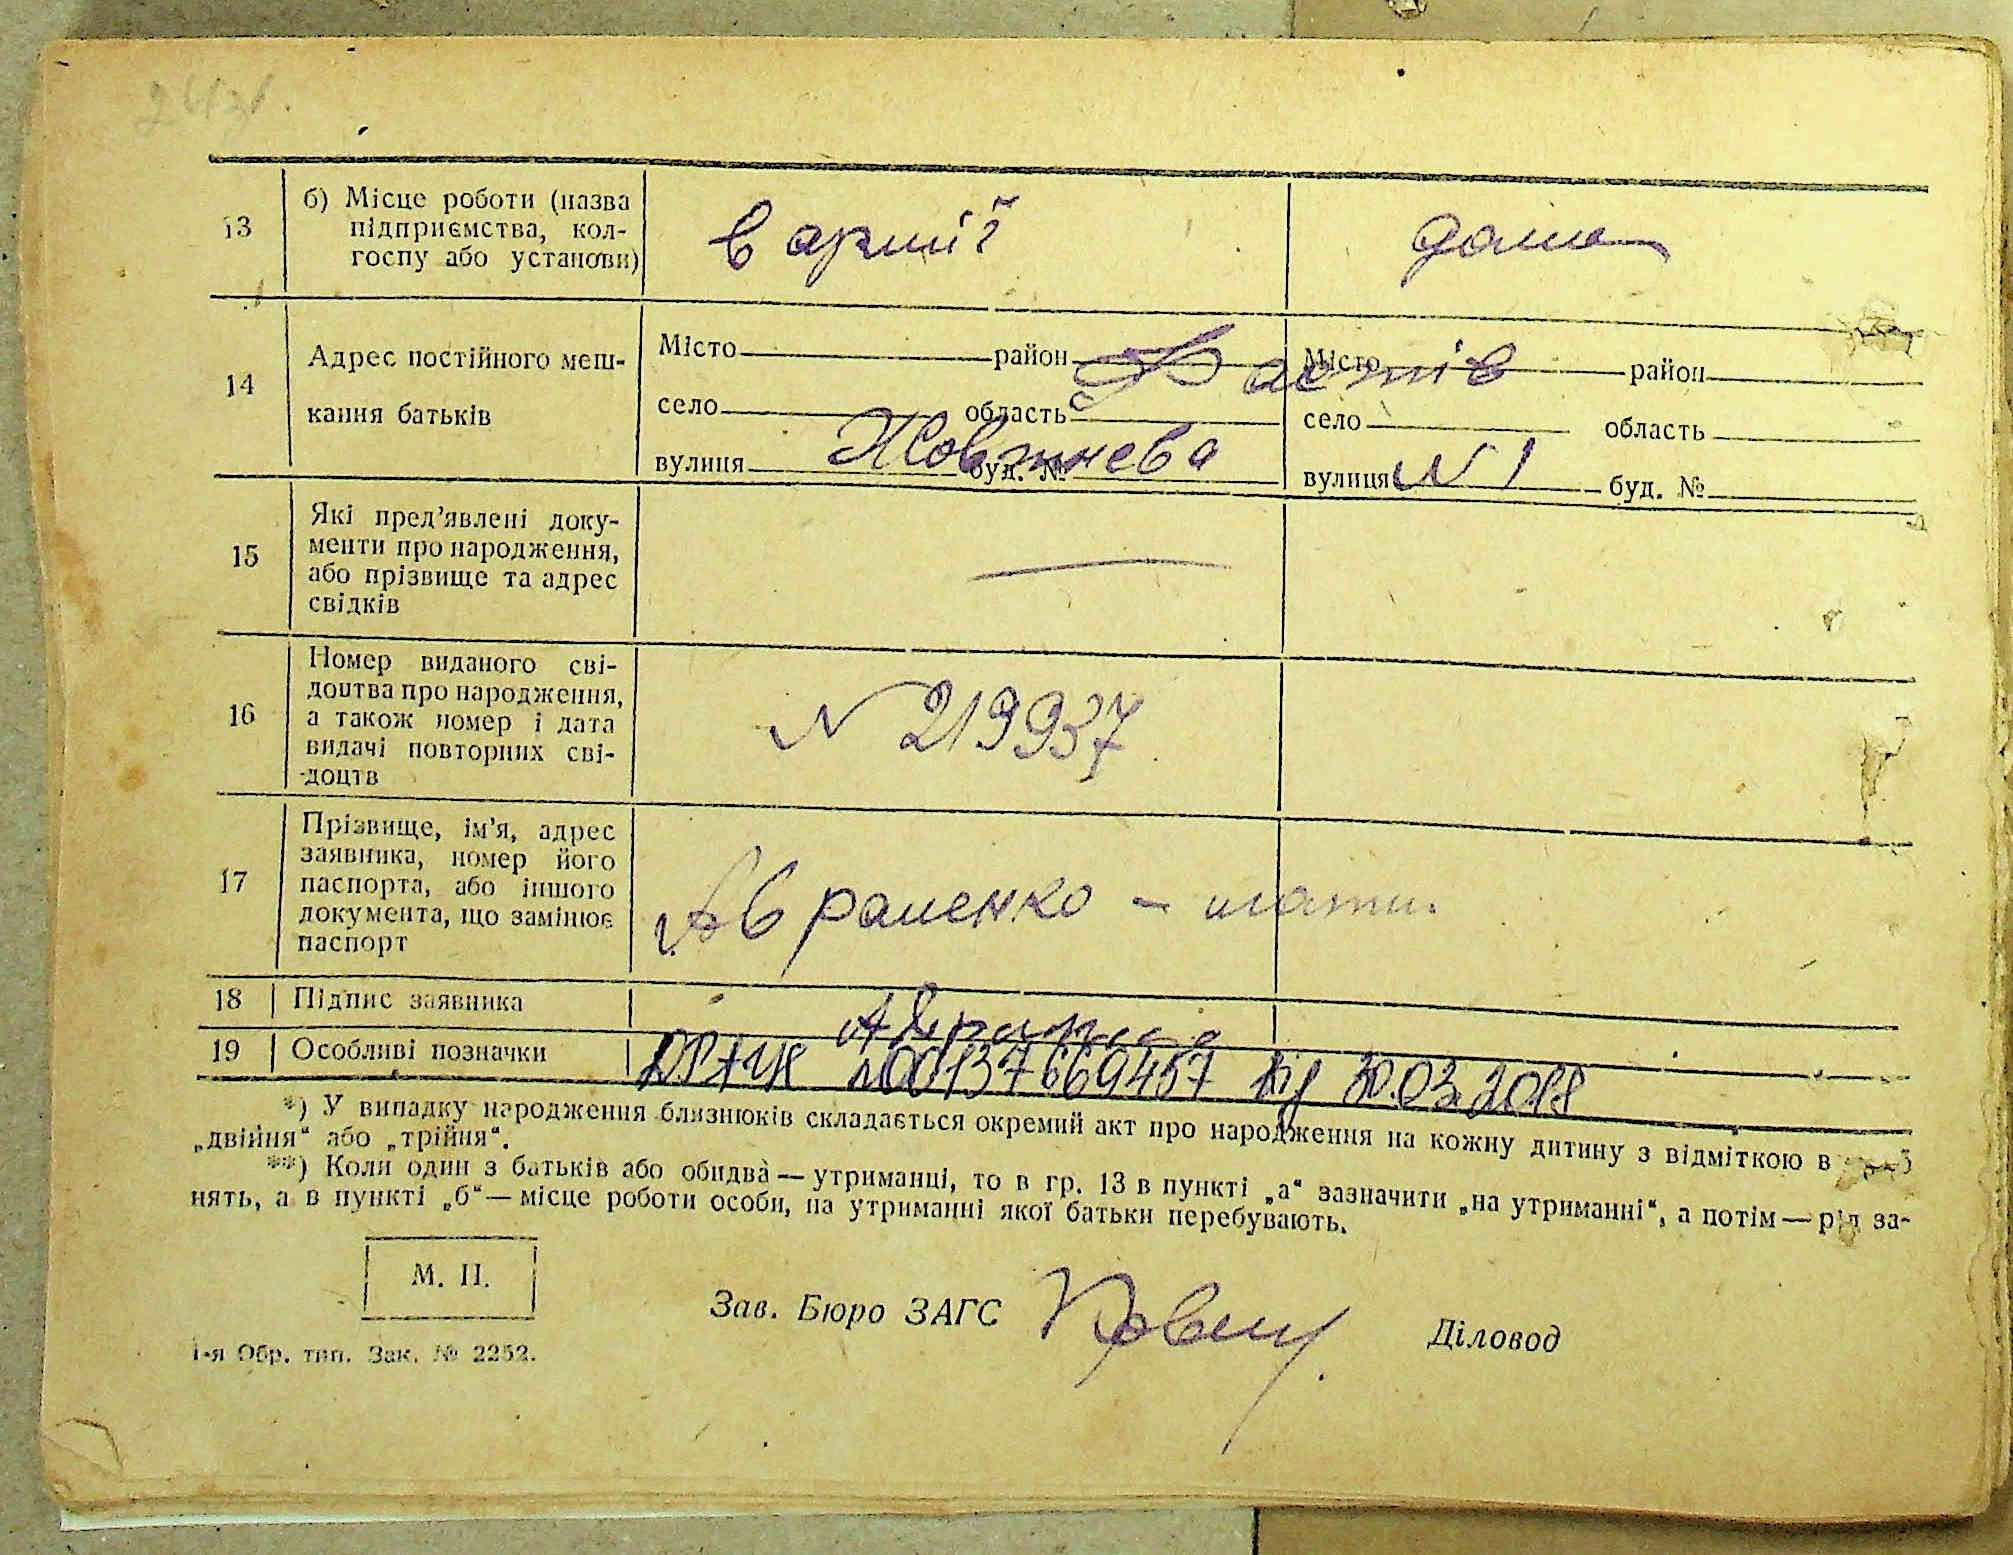 13
б) Місце роботи (назва
підприємства, кол-
госпу або установи)
в армії
дома
14
Адрес постійного меш-
кання батьків
Місто район
село область
вулиця буд. №
Місто район
село область
вулиця буд. №
Фастів
Жовтнева N 1
15
Які пред’явлені доку-
менти про народження,
або прізвище та адрес
свідків
—
16
Номер виданого сві-
доцтва про народження,
а також номер і дата
видачі повторних сві-
доцтв
N 219937
17
Прізвище, ім’я, адрес
заявника, номер його
паспорта, або іншого
документа, що замінює
паспорт
Авраменко - мати.
18 Підпис заявника
19 Особливі позначки
ДРАЦС 00137669457 від 30.03.2018
*) У випадку народження близнюків складається окремий акт про народження на кожну дитину з відміткою в
„двійня“ або „трійня“.
**) Коли один з батьків або обидва — утриманці, то в гр. 13 в пункті „а“ зазначити „на утриманні“, а потім — рід за-
нять, а в пункті „б“ — місце роботи особи, на утриманні якої батьки перебувають.
М. П.
Зав. Бюро ЗАГС
Діловод
1-я Обр. тип. Зак. № 2252.